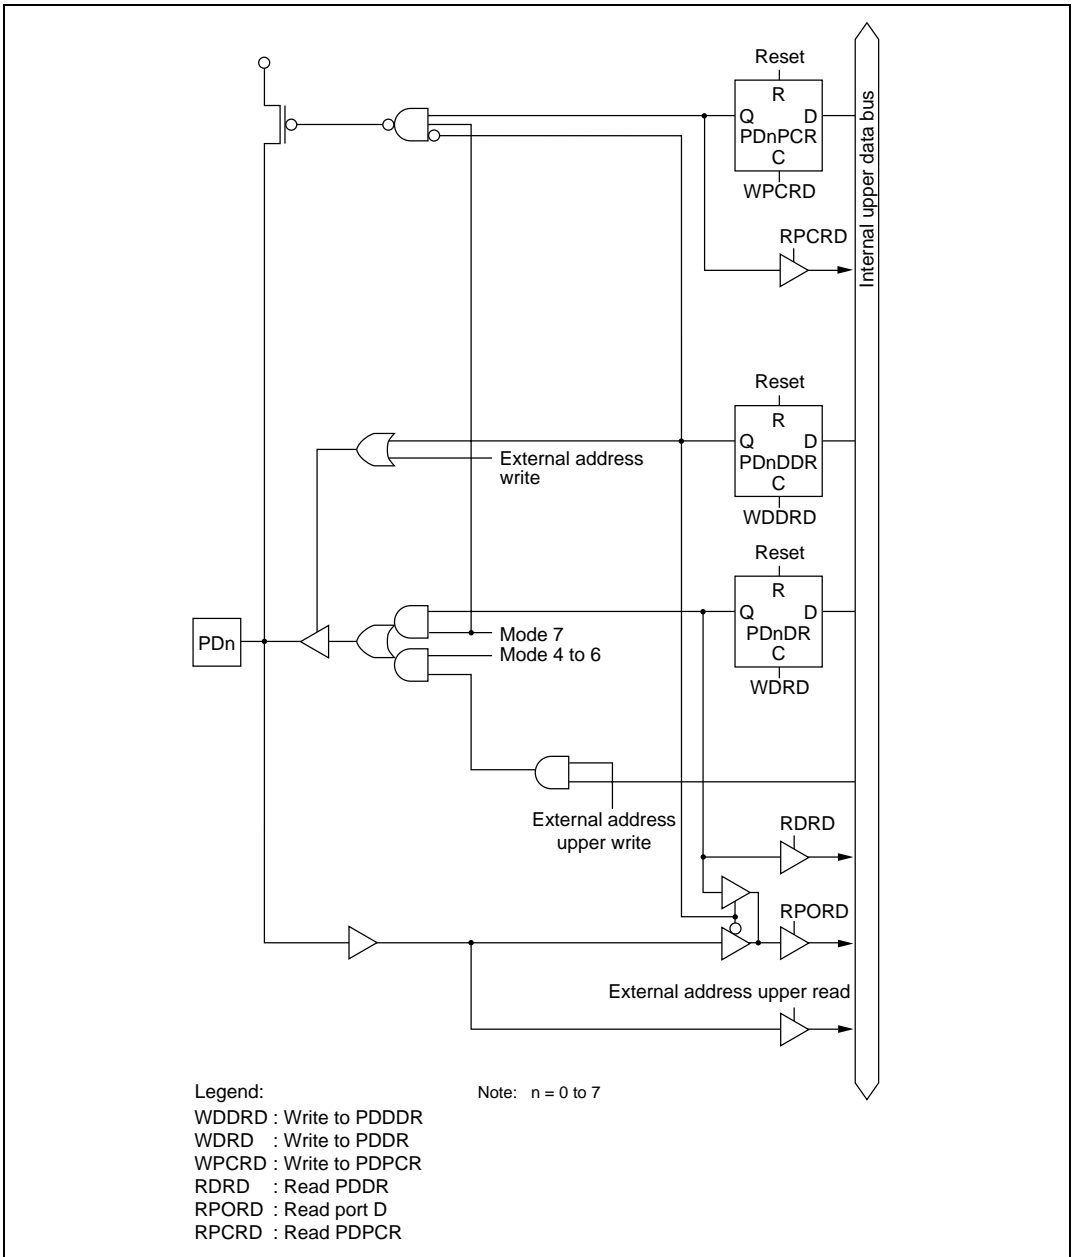 Reset
R
Q D
PDnPCR
C
WPCRD
RPCRD
Internal upper data bus
Reset
R
Q D
PDnDDR
C
WDDRD
External address
write
Reset
R
Q D
PDnDR
C
WDRD
PDn
Mode 7
Mode 4 to 6
External address
upper write
RDRD
RPORD
External address upper read
Legend:
WDDRD : Write to PDDDR
WDRD : Write to PDDR
WPCRD : Write to PDPCR
RDRD : Read PDDR
RPORD : Read port D
RPCRD : Read PDPCR
Note: n = 0 to 7